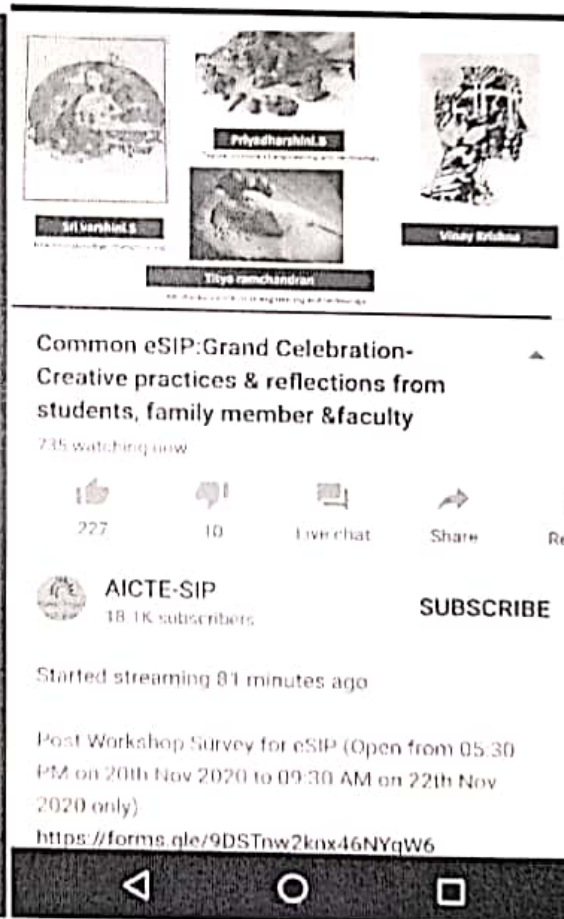 Priyadharshini.S
Sri varshini.S
Vinay Krishna
Titya ramchandran
Common eSIP:Grand Celebration-
Creative practices & reflections from
students, family member &faculty
735 watching now
227
10
Live chat
Share
Re
AICTE-SIP
18.1K subscribers
SUBSCRIBE
Started streaming 81 minutes ago
Post Workshop Survey for eSIP (Open from 05:30
PM on 20th Nov 2020 to 09:30 AM on 22th Nov
2020 only)
https://forms.gle/9DSTnw2knx46NYqW6